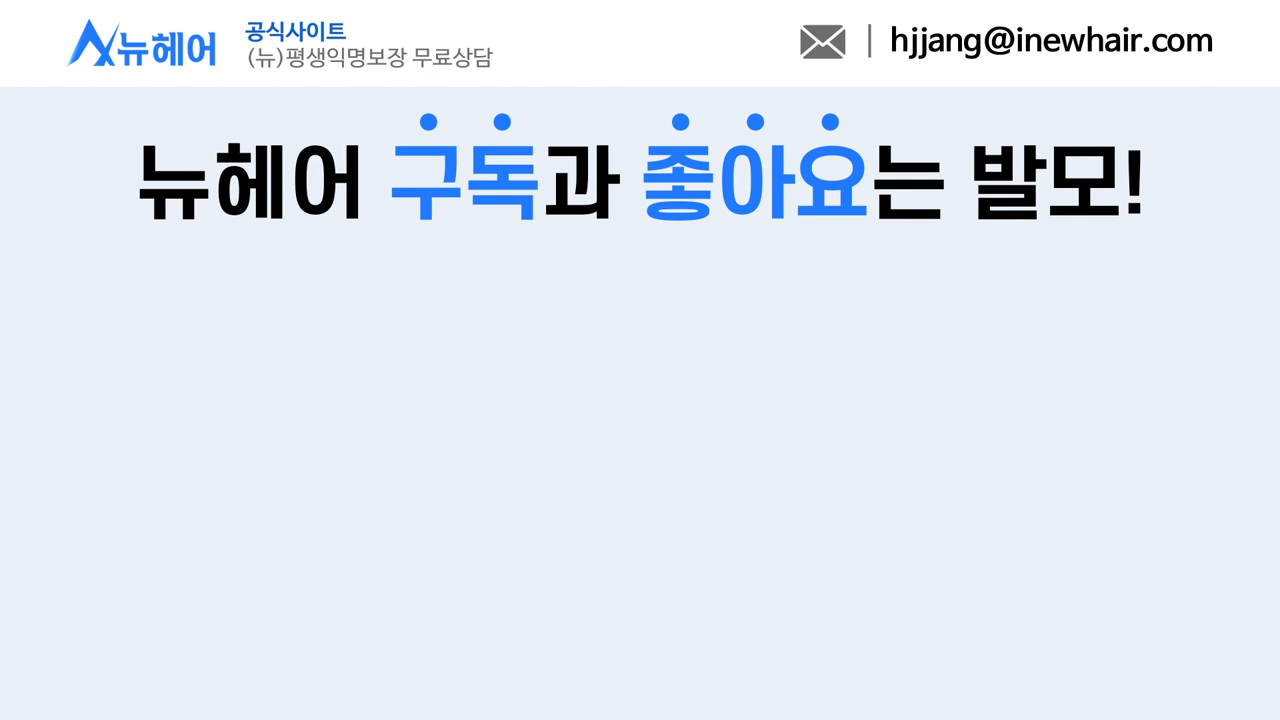 뉴헤어
공식사이트
(뉴)평생익명보장 무료상담
hjjang@inewhair.com
뉴헤어 구독과 좋아요는 발모!